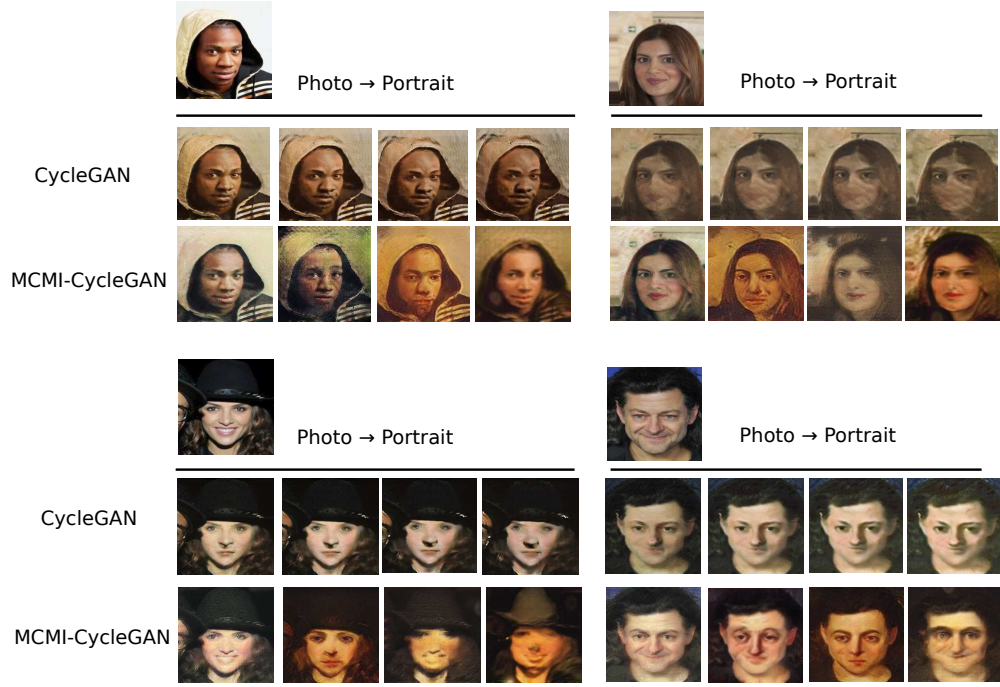 Photo → Portrait
Photo → Portrait
CycleGAN
MCMI-CycleGAN
Photo → Portrait
Photo → Portrait
CycleGAN
MCMI-CycleGAN